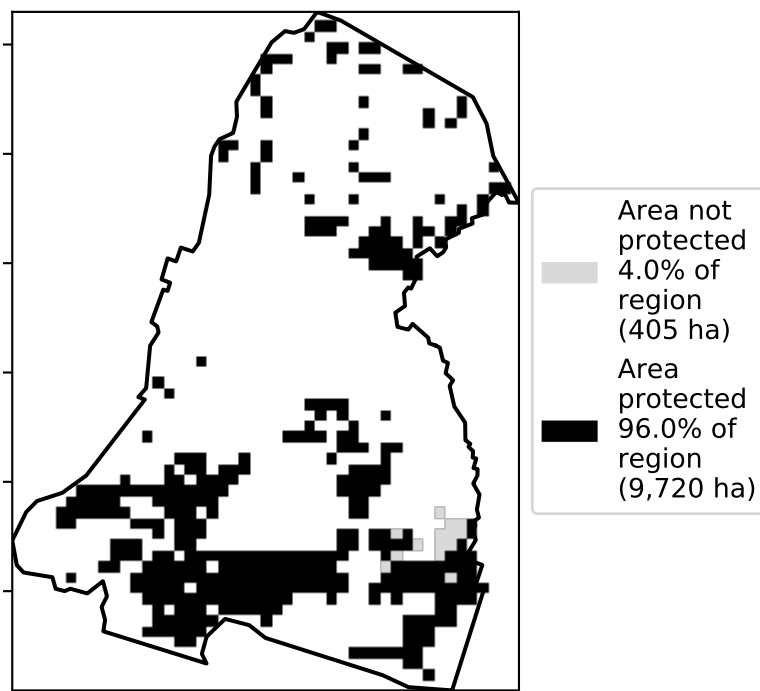 Area not
protected
4.0% of
region
(405 ha)
Area
protected
96.0% of
region
(9,720 ha)